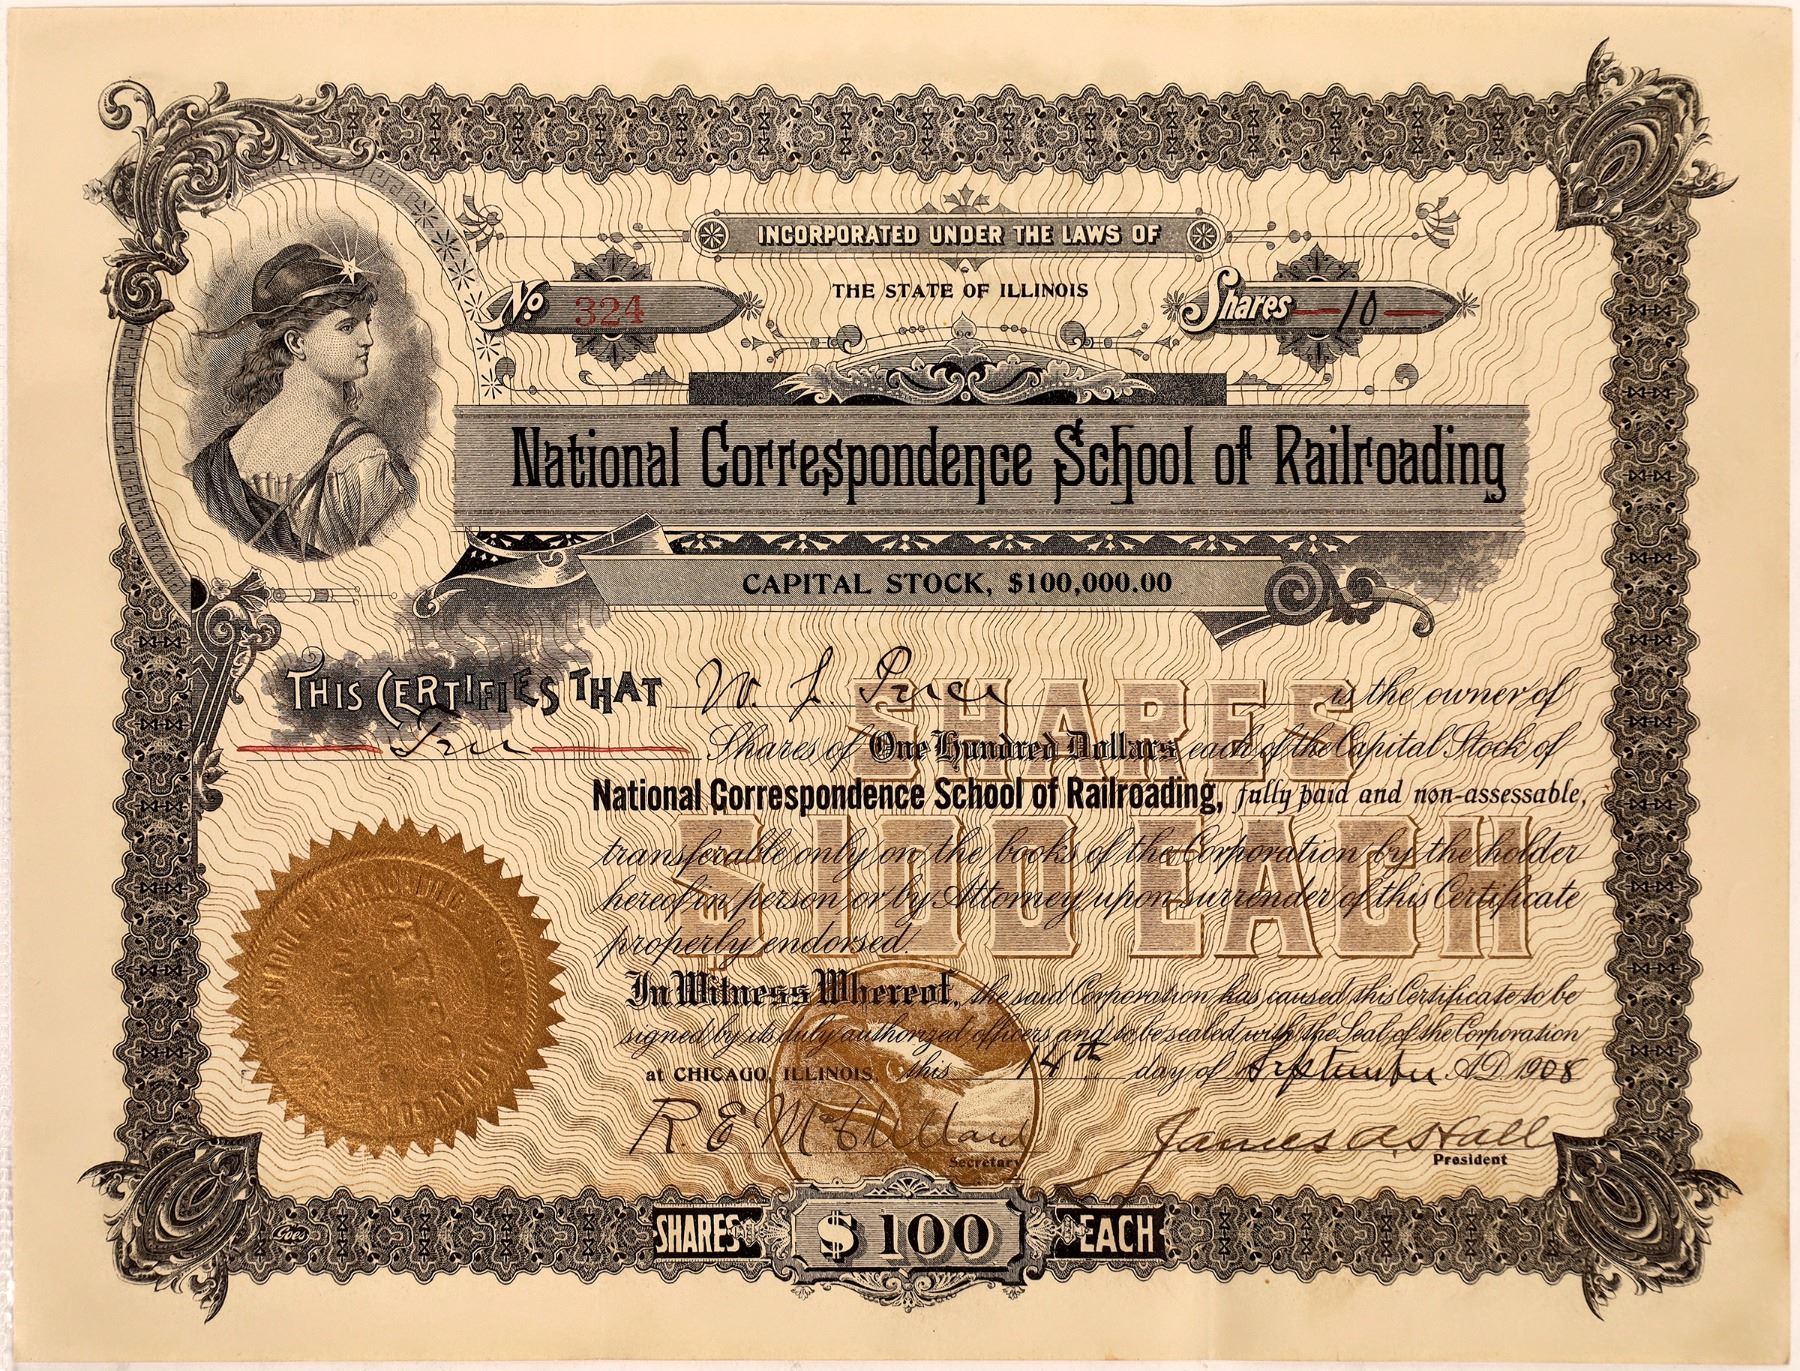 INCORPORATED UNDER THE LAWS OF
THE STATE OF ILLINOIS
No 324
Shares 10
National Correspondence School of Railroading
CAPITAL STOCK, $100,000.00
THIS CERTIFIES THAT W. L. Price is the owner of
Ten Shares of One Hundred Dollars each of the Capital Stock of
National Correspondence School of Railroading, fully paid and non-assessable,
transferable only on the books of the Corporation by the holder
hereof in person or by Attorney upon surrender of this Certificate
properly endorsed.
SHARES
$100 EACH
In Witness Whereof, the said Corporation has caused this Certificate to be
signed by its duly authorized officers and to be sealed with the Seal of the Corporation
at CHICAGO, ILLINOIS, this 14th day of September A.D. 1908
R. E. McClelland James A. Hall
Secretary President
Goes
SHARES $100 EACH